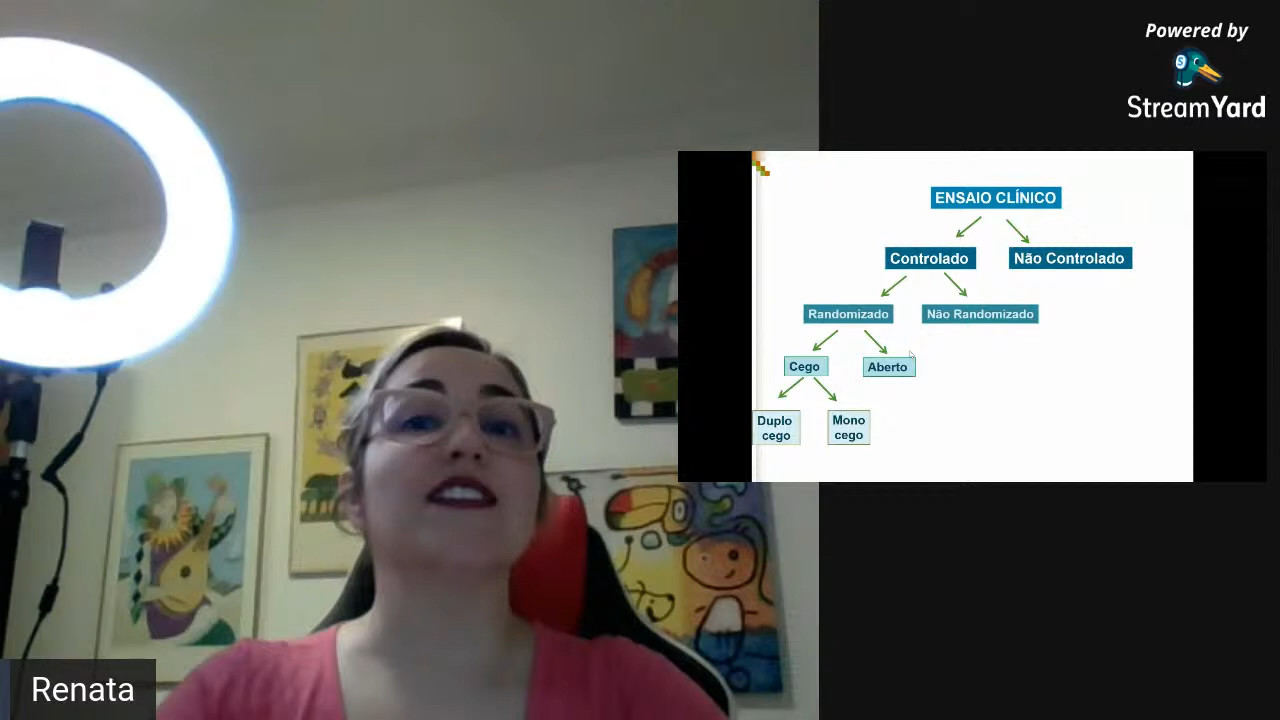 Powered by
StreamYard
ENSAIO CLÍNICO
Controlado
Não Controlado
Randomizado
Não Randomizado
Cego
Aberto
Duplo
cego
Mono
cego
Renata